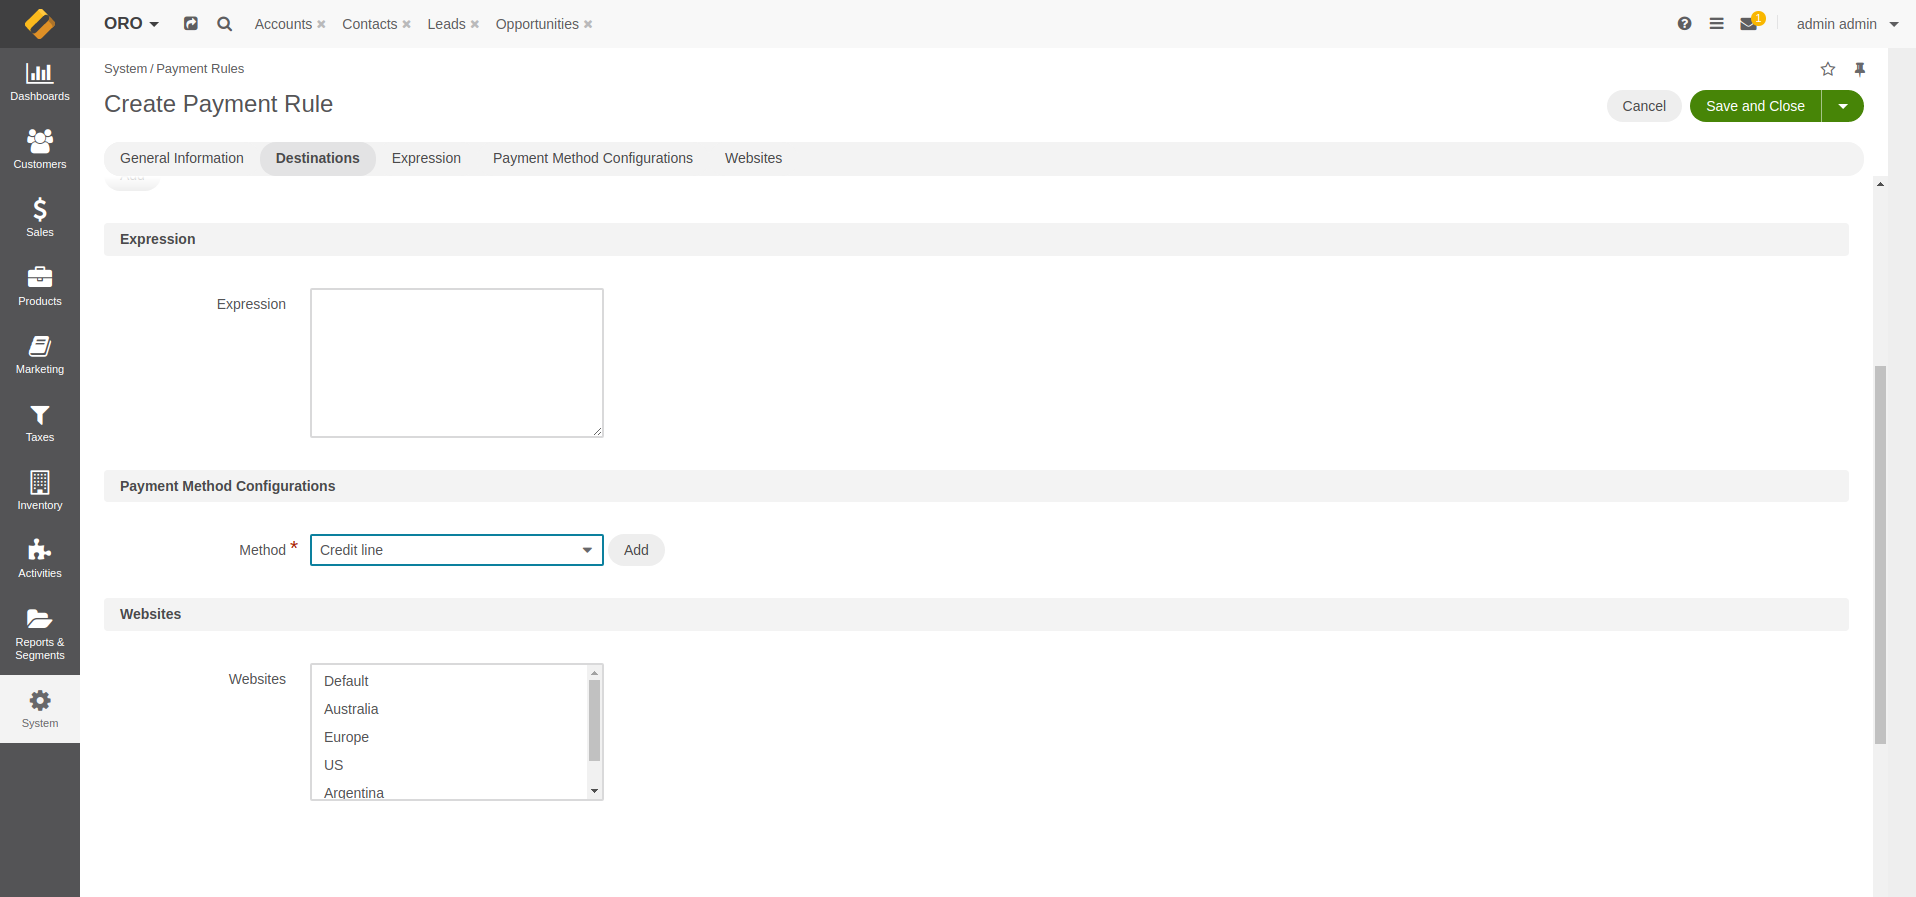 ORO Accounts Contacts Leads Opportunities 1 admin admin
System / Payment Rules
Create Payment Rule
Cancel Save and Close
General Information Destinations Expression Payment Method Configurations Websites
Dashboards
Customers
Sales
Products
Marketing
Taxes
Inventory
Activities
Reports &
Segments
System
Expression
Expression
Payment Method Configurations
Method * Credit line Add
Websites
Websites
Default
Australia
Europe
US
Argentina